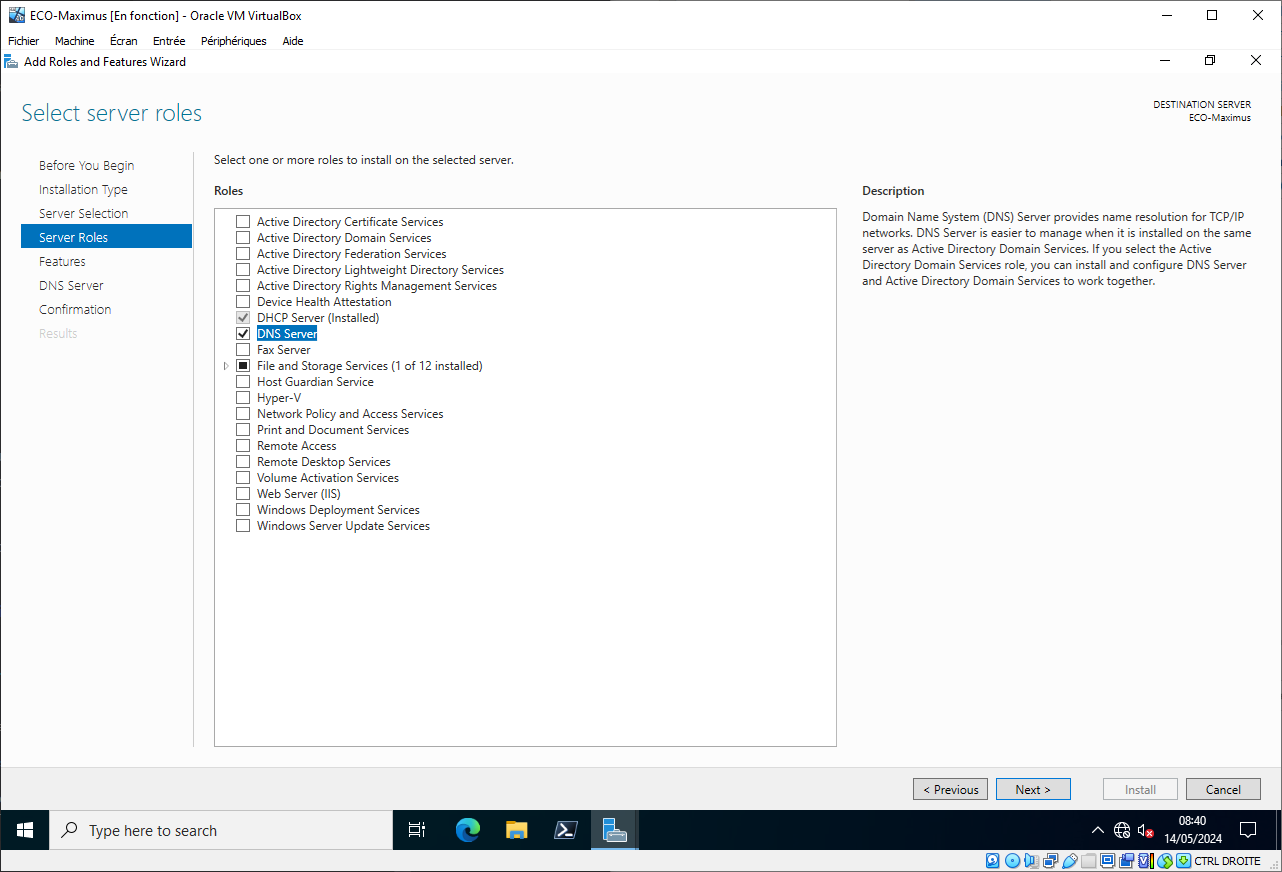 ECO-Maximus [En fonction] - Oracle VM VirtualBox
Fichier Machine Écran Entrée Périphériques Aide
Add Roles and Features Wizard
Select server roles
DESTINATION SERVER
ECO-Maximus
Before You Begin
Installation Type
Server Selection
Server Roles
Features
DNS Server
Confirmation
Results
Select one or more roles to install on the selected server.
Roles
Active Directory Certificate Services
Active Directory Domain Services
Active Directory Federation Services
Active Directory Lightweight Directory Services
Active Directory Rights Management Services
Device Health Attestation
DHCP Server (Installed)
DNS Server
Fax Server
File and Storage Services (1 of 12 installed)
Host Guardian Service
Hyper-V
Network Policy and Access Services
Print and Document Services
Remote Access
Remote Desktop Services
Volume Activation Services
Web Server (IIS)
Windows Deployment Services
Windows Server Update Services
Description
Domain Name System (DNS) Server provides name resolution for TCP/IP
networks. DNS Server is easier to manage when it is installed on the same
server as Active Directory Domain Services. If you select the Active
Directory Domain Services role, you can install and configure DNS Server
and Active Directory Domain Services to work together.
< Previous Next > Install Cancel
Type here to search
08:40
14/05/2024
CTRL DROITE